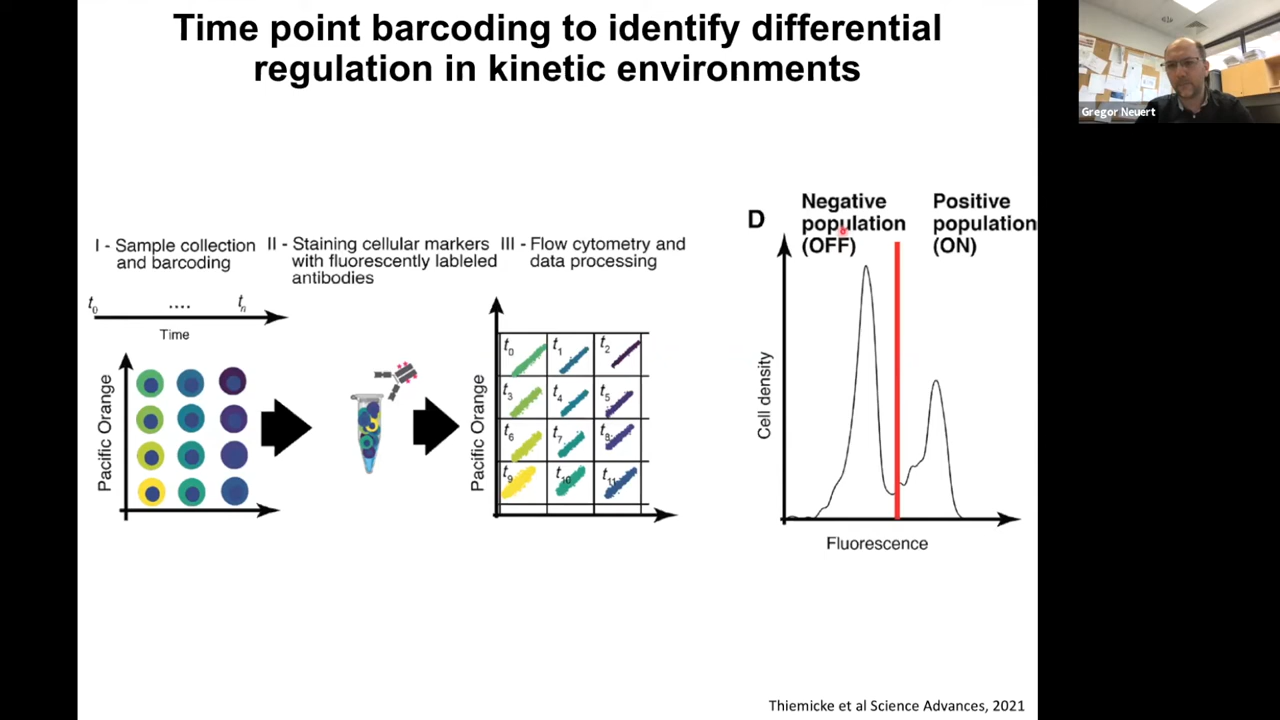 Time point barcoding to identify differential
regulation in kinetic environments
Gregor Neuert
I - Sample collection
and barcoding
t0 .... tn
Time
Pacific Orange
II - Staining cellular markers
with fluorescently labeled
antibodies
III - Flow cytometry and
data processing
Pacific Orange
t0 t1 t2
t3 t4 t5
t6 t7 t8
t9 t10 t11
D
Negative
population
(OFF)
Positive
population
(ON)
Cell density
Fluorescence
Thiemicke et al Science Advances, 2021